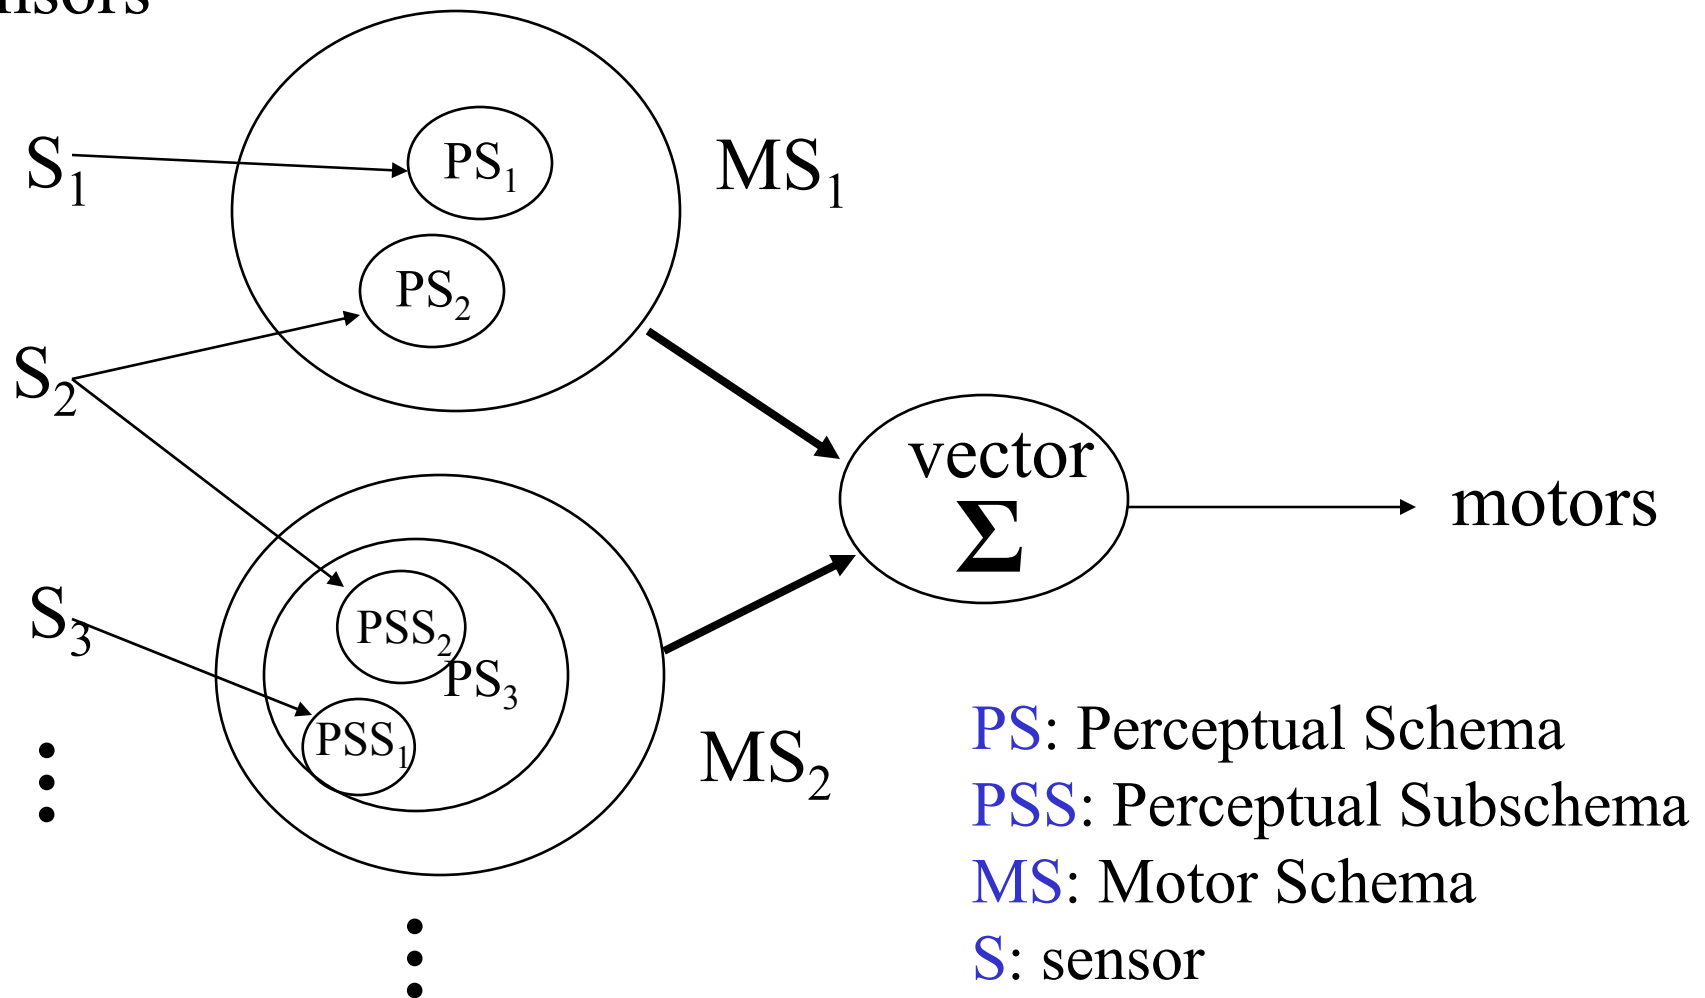 S₁
PS₁
MS₁
PS₂
S₂
vector
Σ
motors
S₃
PSS₂
PS₃
PSS₁
MS₂
PS: Perceptual Schema
PSS: Perceptual Subschema
MS: Motor Schema
S: sensor